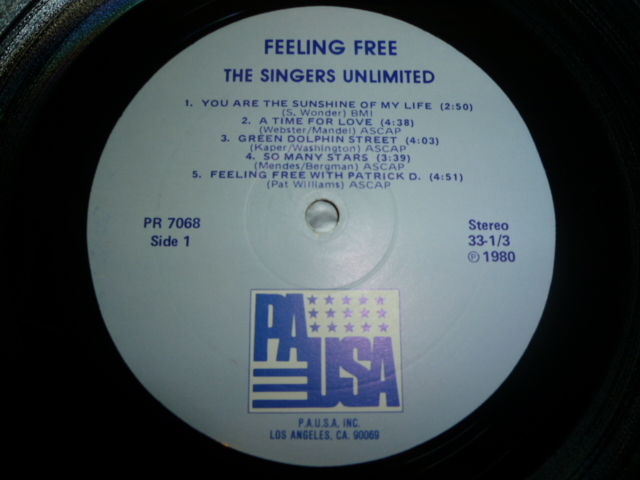 FEELING FREE
THE SINGERS UNLIMITED
1. YOU ARE THE SUNSHINE OF MY LIFE (2:50)
(S. Wonder) BMI
2. A TIME FOR LOVE (4:38)
(Webster/Mandel) ASCAP
3. GREEN DOLPHIN STREET (4:03)
(Kaper/Washington) ASCAP
4. SO MANY STARS (3:39)
(Mendes/Bergman) ASCAP
5. FEELING FREE WITH PATRICK D. (4:51)
(Pat Williams) ASCAP
PR 7068
Side 1
Stereo
33-1/3
Ⓟ 1980
PAUSA
P.A.U.S.A, INC.
LOS ANGELES, CA. 90069